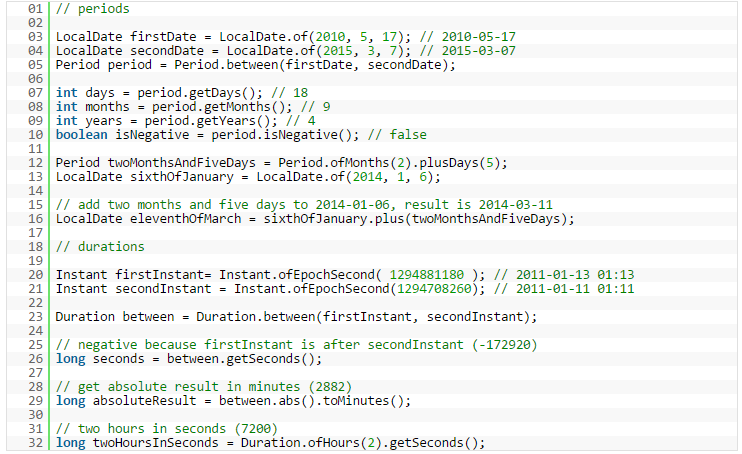 01 // periods
02
03 LocalDate firstDate = LocalDate.of(2010, 5, 17); // 2010-05-17
04 LocalDate secondDate = LocalDate.of(2015, 3, 7); // 2015-03-07
05 Period period = Period.between(firstDate, secondDate);
06
07 int days = period.getDays(); // 18
08 int months = period.getMonths(); // 9
09 int years = period.getYears(); // 4
10 boolean isNegative = period.isNegative(); // false
11
12 Period twoMonthsAndFiveDays = Period.ofMonths(2).plusDays(5);
13 LocalDate sixthOfJanuary = LocalDate.of(2014, 1, 6);
14
15 // add two months and five days to 2014-01-06, result is 2014-03-11
16 LocalDate eleventhOfMarch = sixthOfJanuary.plus(twoMonthsAndFiveDays);
17
18 // durations
19
20 Instant firstInstant= Instant.ofEpochSecond( 1294881180 ); // 2011-01-13 01:13
21 Instant secondInstant = Instant.ofEpochSecond(1294708260); // 2011-01-11 01:11
22
23 Duration between = Duration.between(firstInstant, secondInstant);
24
25 // negative because firstInstant is after secondInstant (-172920)
26 long seconds = between.getSeconds();
27
28 // get absolute result in minutes (2882)
29 long absoluteResult = between.abs().toMinutes();
30
31 // two hours in seconds (7200)
32 long twoHoursInSeconds = Duration.ofHours(2).getSeconds();